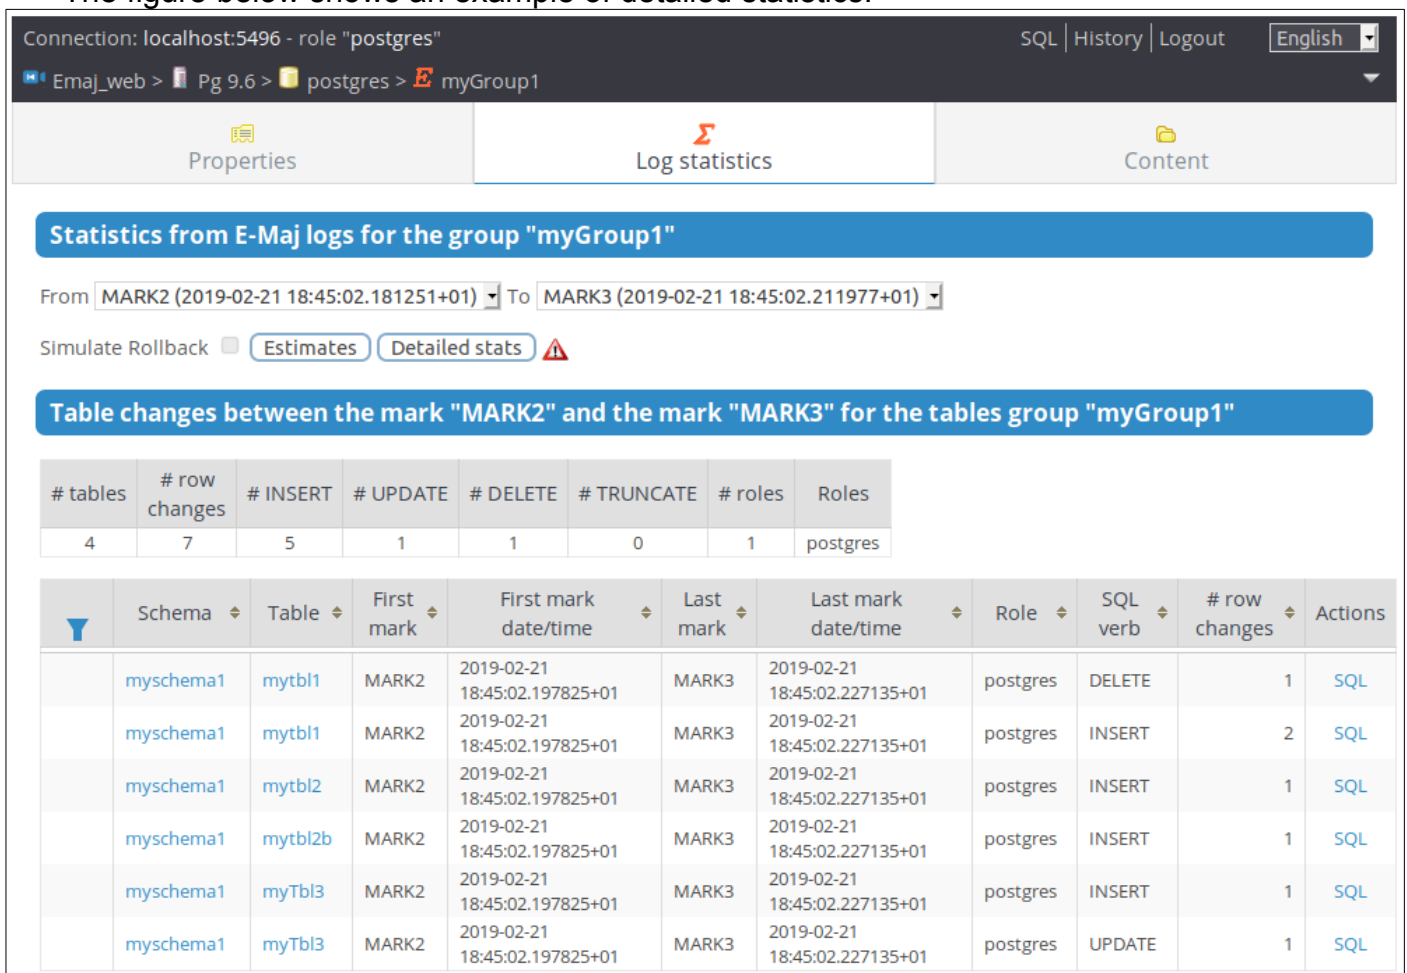 The figure below shows an example of detailed statistics.
Connection: localhost:5496 - role "postgres" SQL | History | Logout English
Emaj_web > Pg 9.6 > postgres > E myGroup1
Properties Log statistics Content
Statistics from E-Maj logs for the group "myGroup1"
From MARK2 (2019-02-21 18:45:02.181251+01) To MARK3 (2019-02-21 18:45:02.211977+01)
Simulate Rollback Estimates Detailed stats
Table changes between the mark "MARK2" and the mark "MARK3" for the tables group "myGroup1"
# tables # row changes # INSERT # UPDATE # DELETE # TRUNCATE # roles Roles
4 7 5 1 1 0 1 postgres
Schema Table First mark First mark date/time Last mark Last mark date/time Role SQL verb # row changes Actions
myschema1 mytbl1 MARK2 2019-02-21 18:45:02.197825+01 MARK3 2019-02-21 18:45:02.227135+01 postgres DELETE 1 SQL
myschema1 mytbl1 MARK2 2019-02-21 18:45:02.197825+01 MARK3 2019-02-21 18:45:02.227135+01 postgres INSERT 2 SQL
myschema1 mytbl2 MARK2 2019-02-21 18:45:02.197825+01 MARK3 2019-02-21 18:45:02.227135+01 postgres INSERT 1 SQL
myschema1 mytbl2b MARK2 2019-02-21 18:45:02.197825+01 MARK3 2019-02-21 18:45:02.227135+01 postgres INSERT 1 SQL
myschema1 myTbl3 MARK2 2019-02-21 18:45:02.197825+01 MARK3 2019-02-21 18:45:02.227135+01 postgres INSERT 1 SQL
myschema1 myTbl3 MARK2 2019-02-21 18:45:02.197825+01 MARK3 2019-02-21 18:45:02.227135+01 postgres UPDATE 1 SQL